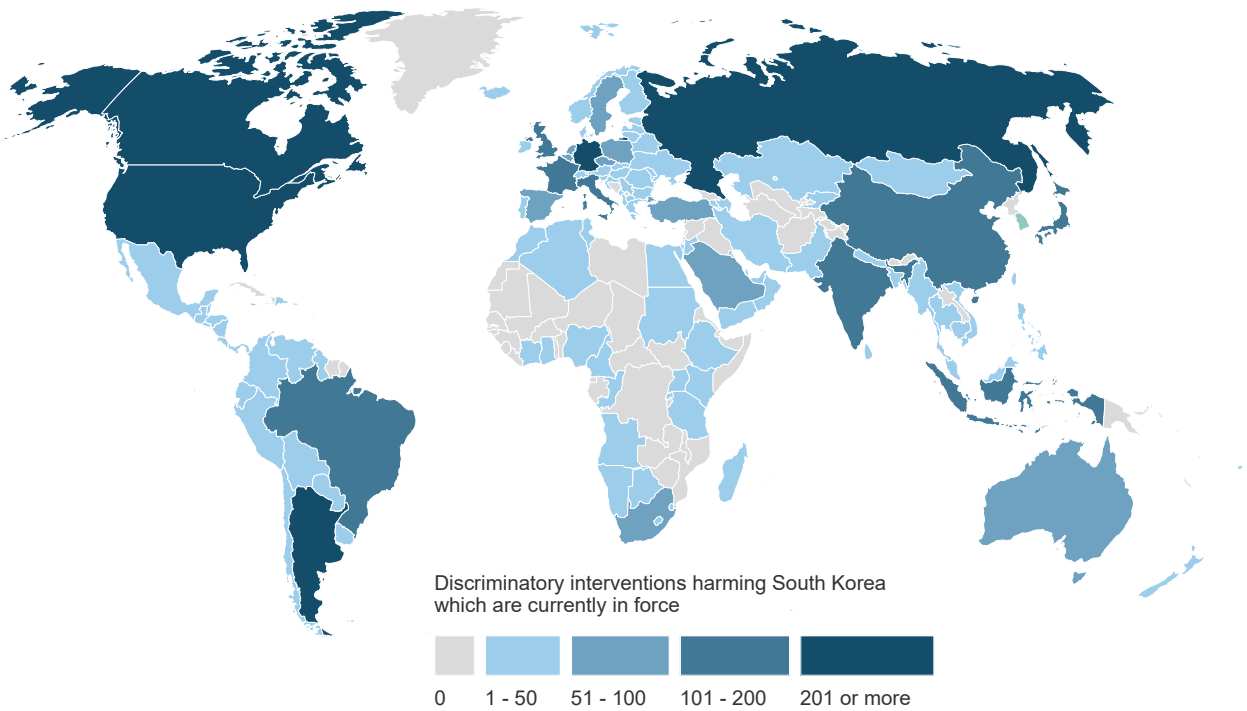 Discriminatory interventions harming South Korea
which are currently in force
0 1 - 50 51 - 100 101 - 200 201 or more